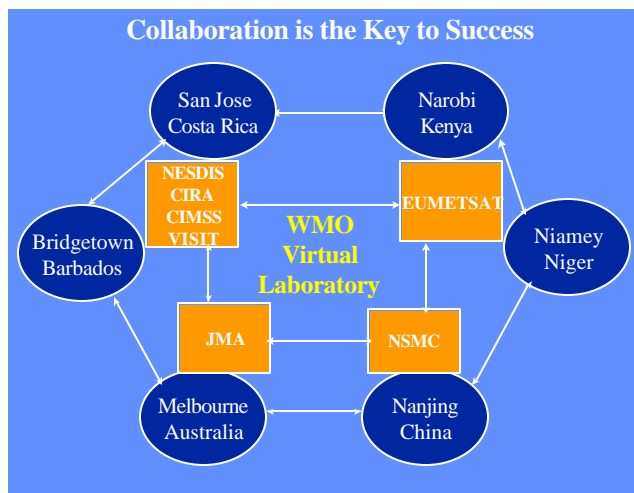 Collaboration is the Key to Success
San Jose
Costa Rica
Narobi
Kenya
NESDIS
CIRA
CIMSS
VISIT
EUMETSAT
WMO
Virtual
Laboratory
Bridgetown
Barbados
Niamey
Niger
JMA
NSMC
Melbourne
Australia
Nanjing
China